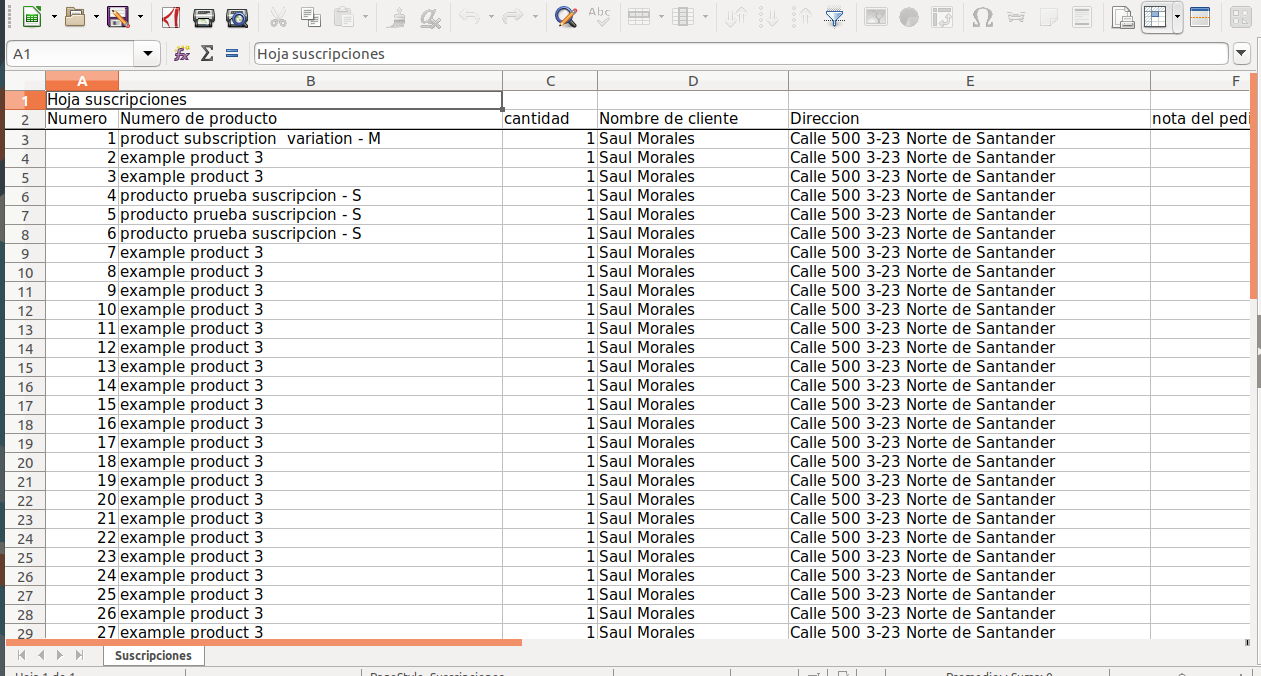 Abc
A1 Hoja suscripciones
A B C D E F
1 Hoja suscripciones
2 Numero Numero de producto cantidad Nombre de cliente Direccion nota del pedi
3 1 product subscription  variation - M 1 Saul Morales Calle 500 3-23 Norte de Santander
4 2 example product 3 1 Saul Morales Calle 500 3-23 Norte de Santander
5 3 example product 3 1 Saul Morales Calle 500 3-23 Norte de Santander
6 4 producto prueba suscripcion - S 1 Saul Morales Calle 500 3-23 Norte de Santander
7 5 producto prueba suscripcion - S 1 Saul Morales Calle 500 3-23 Norte de Santander
8 6 producto prueba suscripcion - S 1 Saul Morales Calle 500 3-23 Norte de Santander
9 7 example product 3 1 Saul Morales Calle 500 3-23 Norte de Santander
10 8 example product 3 1 Saul Morales Calle 500 3-23 Norte de Santander
11 9 example product 3 1 Saul Morales Calle 500 3-23 Norte de Santander
12 10 example product 3 1 Saul Morales Calle 500 3-23 Norte de Santander
13 11 example product 3 1 Saul Morales Calle 500 3-23 Norte de Santander
14 12 example product 3 1 Saul Morales Calle 500 3-23 Norte de Santander
15 13 example product 3 1 Saul Morales Calle 500 3-23 Norte de Santander
16 14 example product 3 1 Saul Morales Calle 500 3-23 Norte de Santander
17 15 example product 3 1 Saul Morales Calle 500 3-23 Norte de Santander
18 16 example product 3 1 Saul Morales Calle 500 3-23 Norte de Santander
19 17 example product 3 1 Saul Morales Calle 500 3-23 Norte de Santander
20 18 example product 3 1 Saul Morales Calle 500 3-23 Norte de Santander
21 19 example product 3 1 Saul Morales Calle 500 3-23 Norte de Santander
22 20 example product 3 1 Saul Morales Calle 500 3-23 Norte de Santander
23 21 example product 3 1 Saul Morales Calle 500 3-23 Norte de Santander
24 22 example product 3 1 Saul Morales Calle 500 3-23 Norte de Santander
25 23 example product 3 1 Saul Morales Calle 500 3-23 Norte de Santander
26 24 example product 3 1 Saul Morales Calle 500 3-23 Norte de Santander
27 25 example product 3 1 Saul Morales Calle 500 3-23 Norte de Santander
28 26 example product 3 1 Saul Morales Calle 500 3-23 Norte de Santander
29 27 example product 3 1 Saul Morales Calle 500 3-23 Norte de Santander
Suscripciones